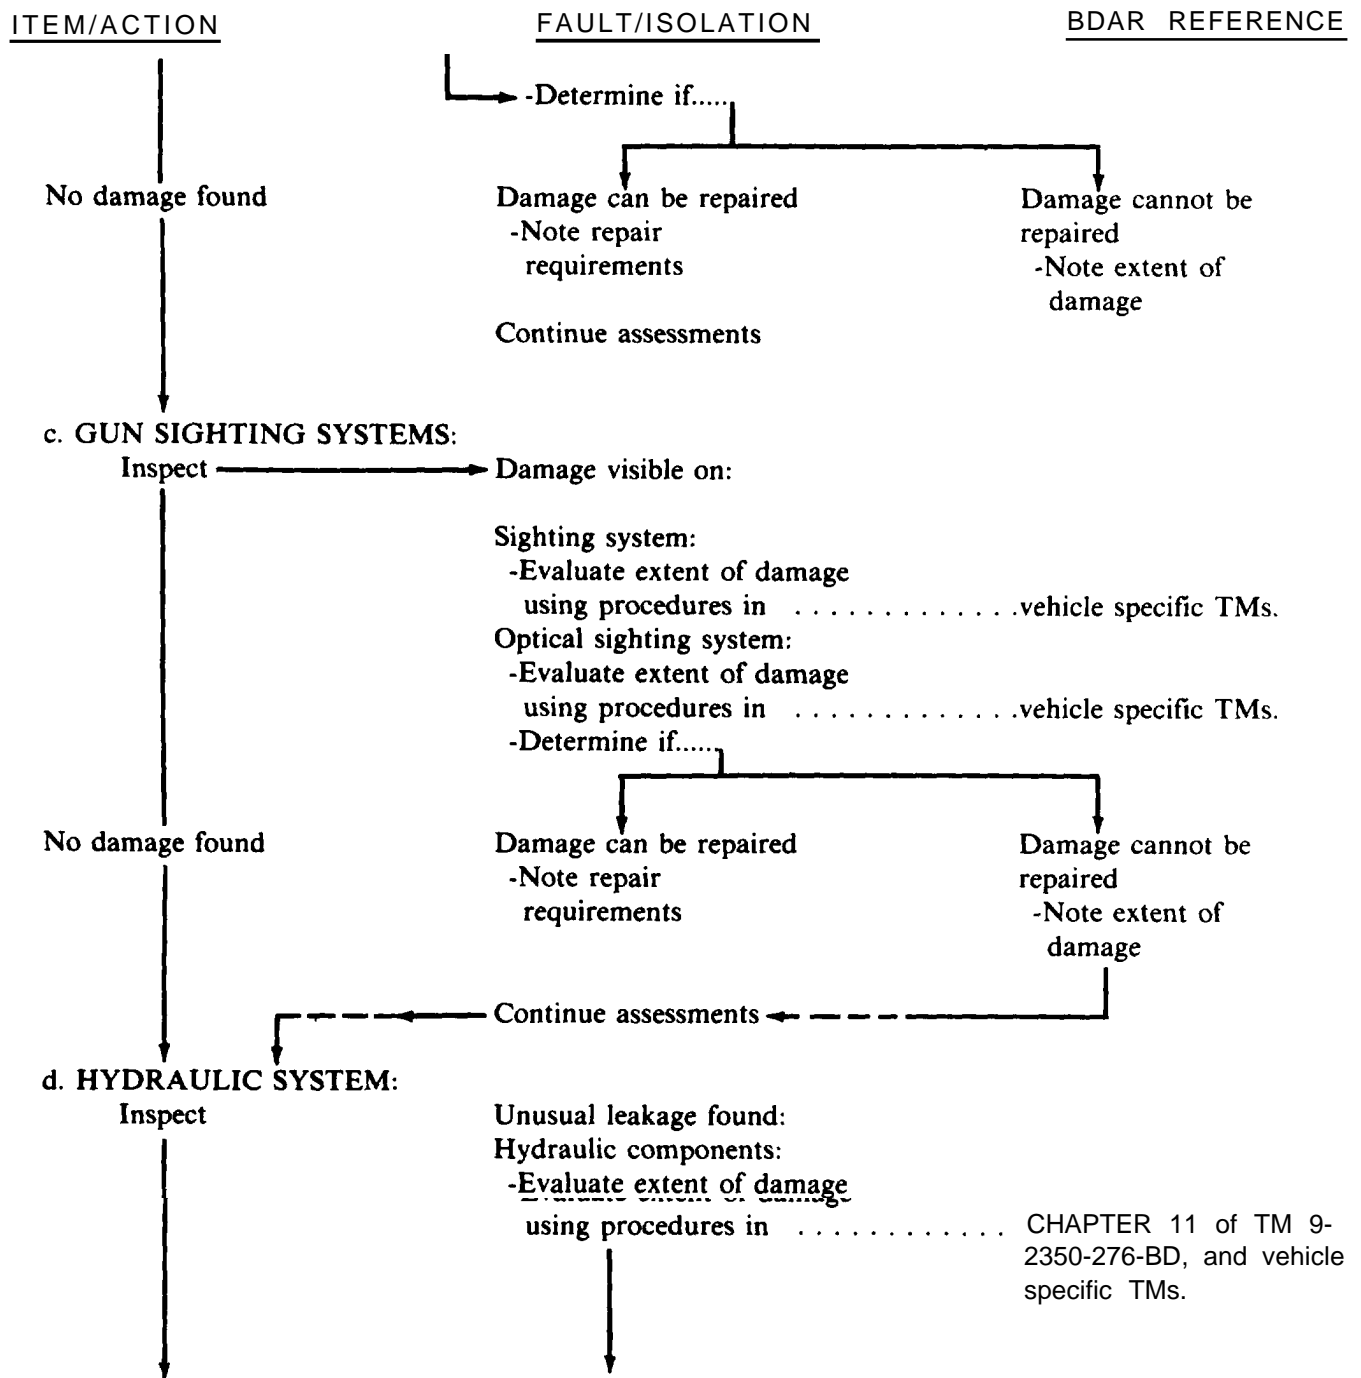 ITEM/ACTION FAULT/ISOLATION BDAR REFERENCE
-Determine if.....
No damage found
Damage can be repaired
-Note repair
requirements
Damage cannot be
repaired
-Note extent of
damage
Continue assessments
c. GUN SIGHTING SYSTEMS:
Inspect
Damage visible on:
Sighting system:
-Evaluate extent of damage
using procedures in . . . . . . . . . . . . . vehicle specific TMs.
Optical sighting system:
-Evaluate extent of damage
using procedures in . . . . . . . . . . . . . vehicle specific TMs.
-Determine if......
No damage found
Damage can be repaired
-Note repair
requirements
Damage cannot be
repaired
-Note extent of
damage
Continue assessments
d. HYDRAULIC SYSTEM:
Inspect
Unusual leakage found:
Hydraulic components:
-Evaluate extent of damage
using procedures in . . . . . . . . . . . . CHAPTER 11 of TM 9-
2350-276-BD, and vehicle
specific TMs.